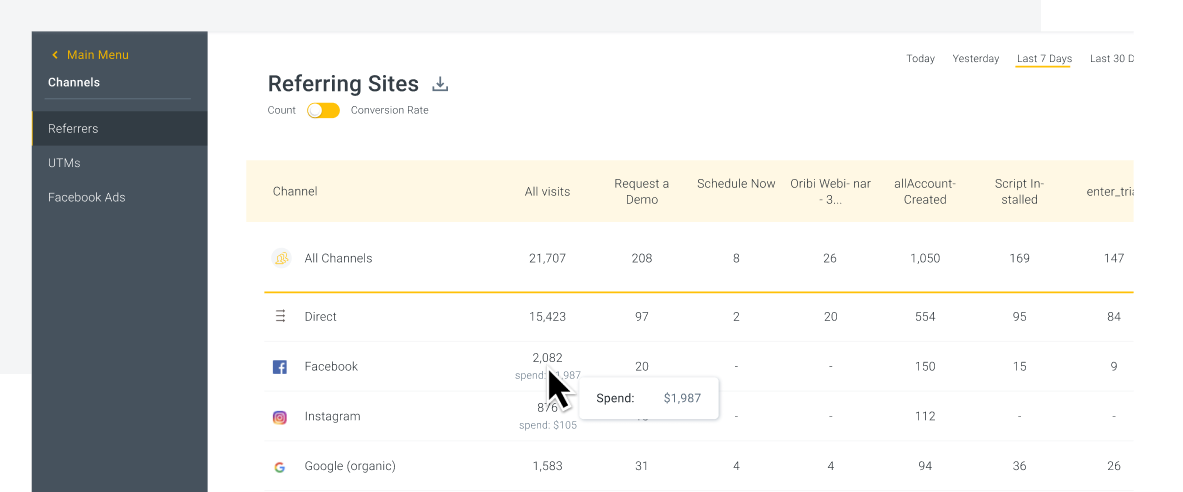 Main Menu
Channels
Referrers
UTMs
Facebook Ads
Today Yesterday Last 7 Days Last 30 D
Referring Sites
Count Conversion Rate
Channel All visits Request a Demo Schedule Now Oribi Webi- nar - 3... allAccount- Created Script In- stalled enter_tria
All Channels 21,707 208 8 26 1,050 169 147
Direct 15,423 97 2 20 554 95 84
Facebook 2,082 20 - - 150 15 9
spend: 1,987
Spend: $1,987
Instagram 876 - - 112 - -
spend: $105
Google (organic) 1,583 31 4 4 94 36 26